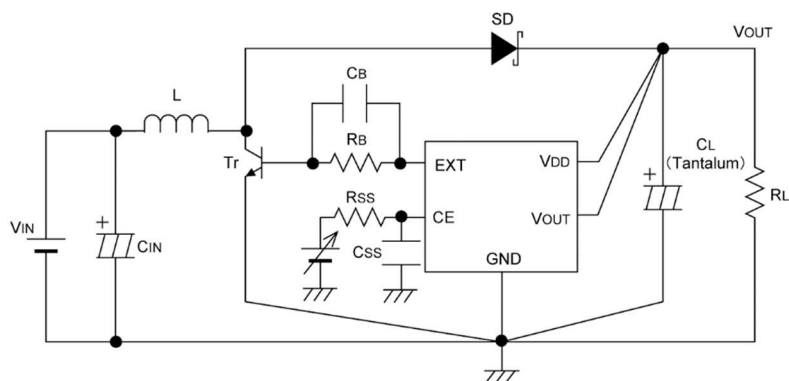 SD
VOUT
CB
L
RB
CL
(Tantalum)
Tr
EXT
VDD
RSS
RL
VIN
CIN
CE
VOUT
CSS
GND
+
+